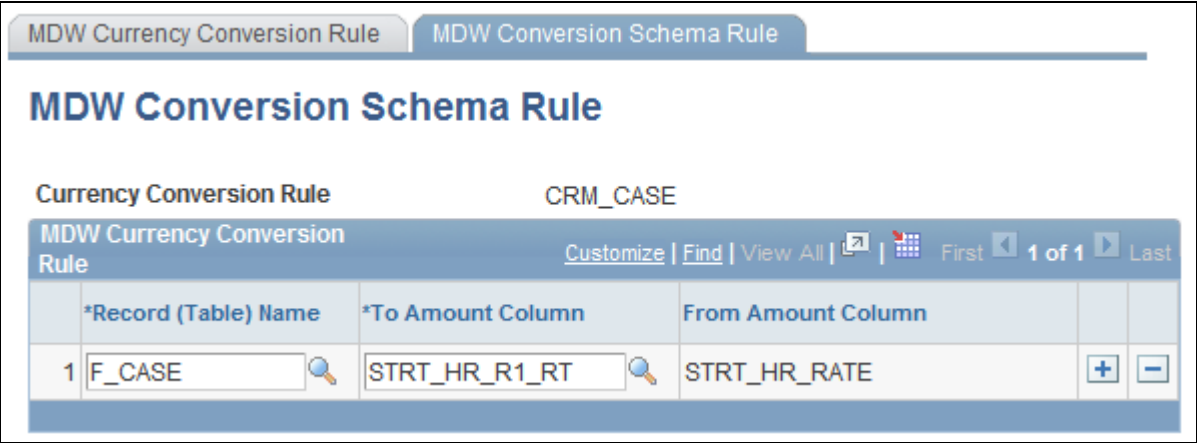 MDW Currency Conversion Rule MDW Conversion Schema Rule
MDW Conversion Schema Rule
Currency Conversion Rule CRM_CASE
MDW Currency Conversion
Rule
Customize | Find | View All | | First 1 of 1 Last
*Record (Table) Name *To Amount Column From Amount Column
1 F_CASE STRT_HR_R1_RT STRT_HR_RATE + −